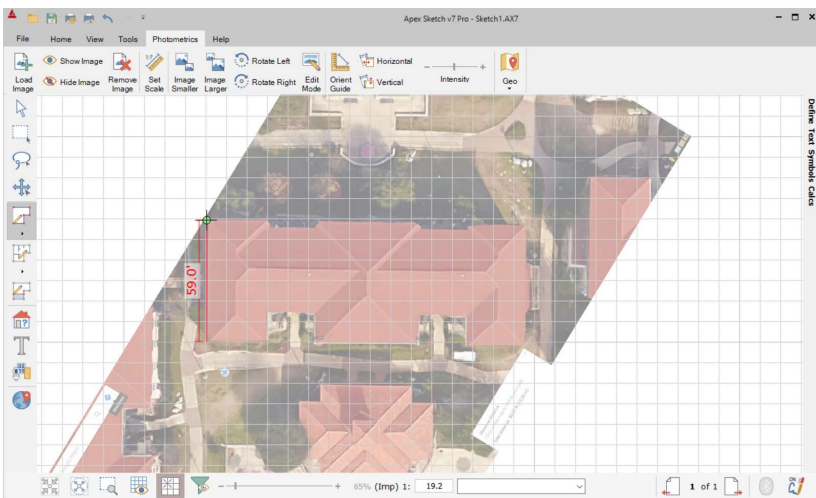 Apex Sketch v7 Pro - Sketch1.AX7
File Home View Tools Photometrics Help
Load Image
Show Image
Hide Image
Remove Image
Set Scale
Image Smaller
Image Larger
Rotate Left
Rotate Right
Edit Mode
Orient Guide
Horizontal
Vertical
- +
Intensity
Geo
Define Text Symbols Calcs
59.0'
T
- + 65% (Imp) 1: 19.2
1 of 1
ON